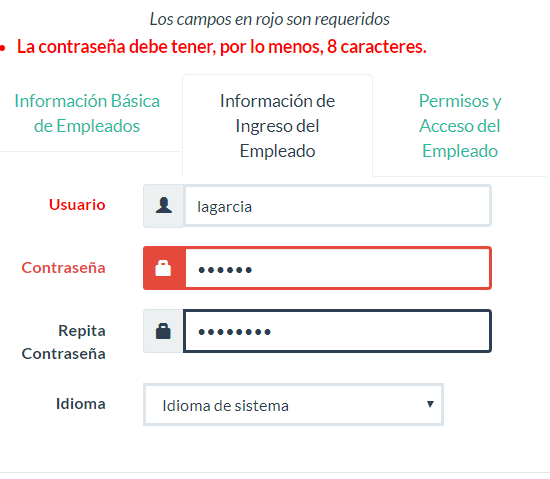 Los campos en rojo son requeridos
La contraseña debe tener, por lo menos, 8 caracteres.
Información Básica
de Empleados
Información de
Ingreso del
Empleado
Permisos y
Acceso del
Empleado
Usuario
lagarcia
Contraseña
••••••
Repita
Contraseña
••••••••
Idioma
Idioma de sistema